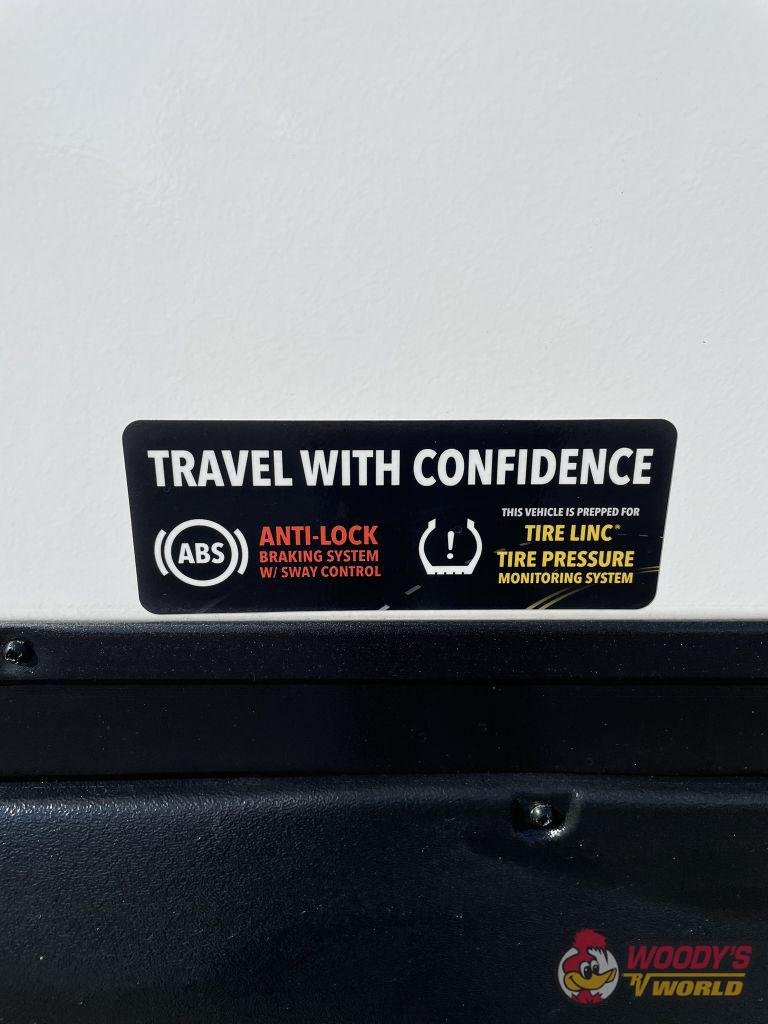 TRAVEL WITH CONFIDENCE
ABS
ANTI-LOCK
BRAKING SYSTEM
W/ SWAY CONTROL
!
THIS VEHICLE IS PREPPED FOR
TIRE LINC®
TIRE PRESSURE
MONITORING SYSTEM
WOODY'S
RV WORLD